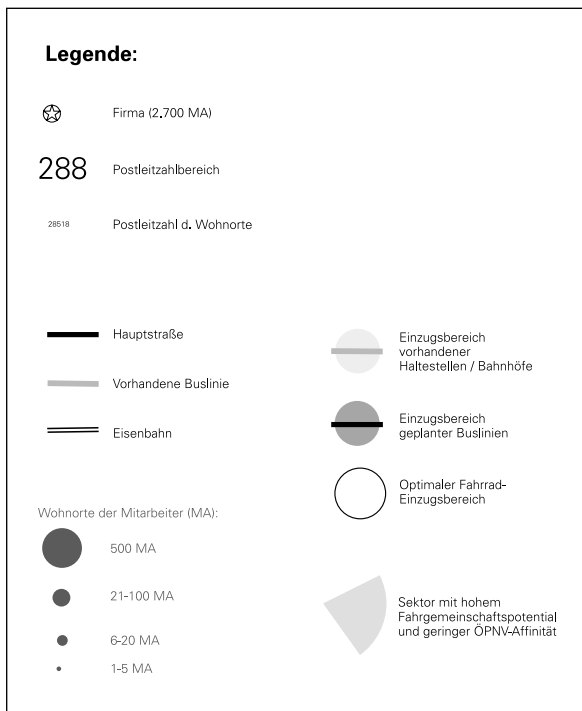 Legende:
Firma (2.700 MA)
288
Postleitzahlbereich
28518
Postleitzahl d. Wohnorte
Hauptstraße
Vorhandene Buslinie
Eisenbahn
Wohnorte der Mitarbeiter (MA):
500 MA
21-100 MA
6-20 MA
1-5 MA
Einzugsbereich
vorhandener
Haltestellen / Bahnhöfe
Einzugsbereich
geplanter Buslinien
Optimaler Fahrrad-
Einzugsbereich
Sektor mit hohem
Fahrgemeinschaftspotential
und geringer ÖPNV-Affinität